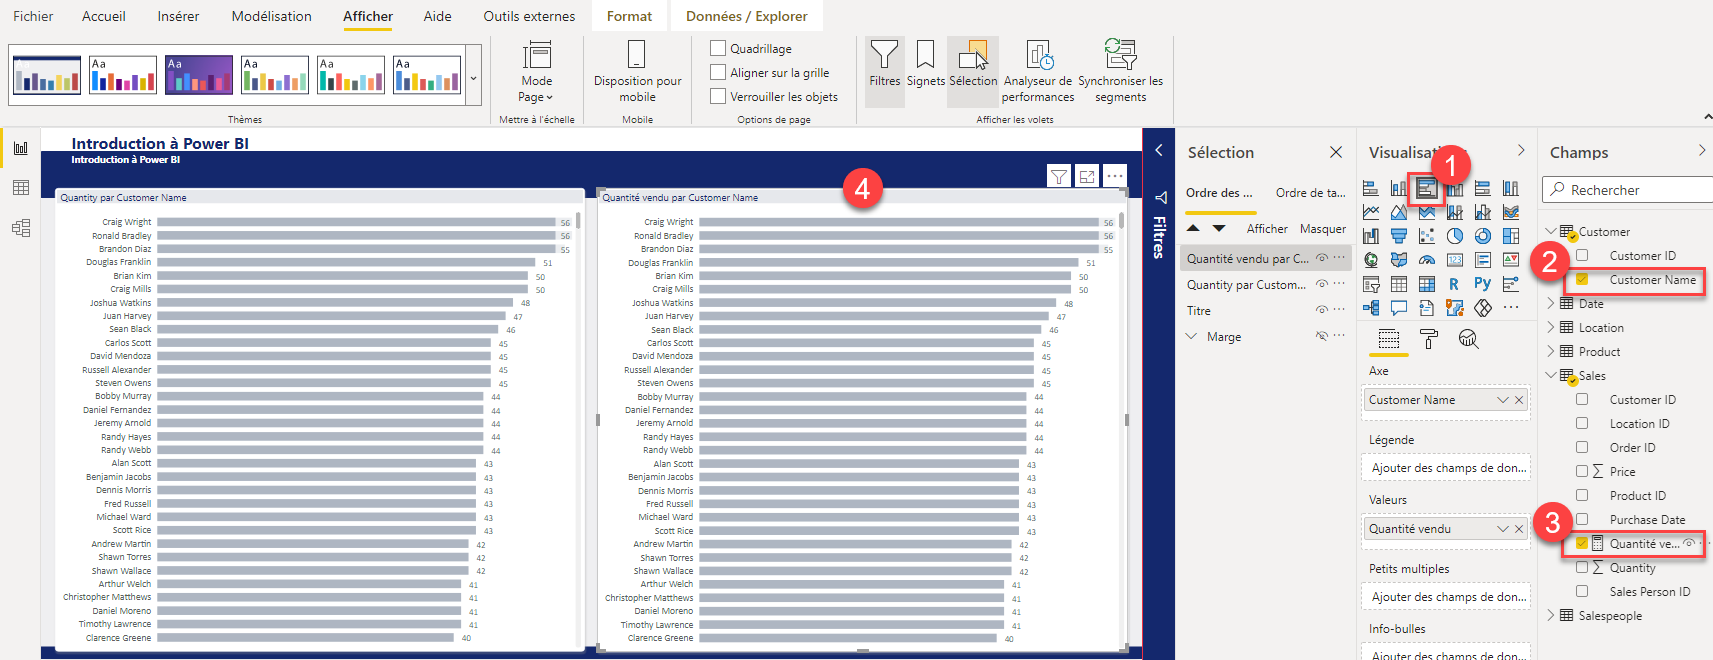 Fichier Accueil Insérer Modélisation Afficher Aide Outils externes Format Données / Explorer
Aa Aa Aa Aa Aa Aa
Thèmes
Mode
Page
Mettre à l'échelle
Disposition pour
mobile
Mobile
Quadrillage
Aligner sur la grille
Verrouiller les objets
Options de page
Filtres
Signets
Sélection
Analyseur de
performances
Synchroniser les
segments
Afficher les volets
Introduction à Power BI
Introduction à Power BI
Quantity par Customer Name
Craig Wright 56
Ronald Bradley 56
Brandon Diaz 55
Douglas Franklin 51
Brian Kim 50
Craig Mills 50
Joshua Watkins 48
Juan Harvey 47
Sean Black 46
Carlos Scott 45
David Mendoza 45
Russell Alexander 45
Steven Owens 45
Bobby Murray 44
Daniel Fernandez 44
Jeremy Arnold 44
Randy Hayes 44
Randy Webb 44
Alan Scott 43
Benjamin Jacobs 43
Dennis Morris 43
Fred Russell 43
Michael Ward 43
Scott Rice 43
Andrew Martin 42
Shawn Torres 42
Shawn Wallace 42
Arthur Welch 41
Christopher Matthews 41
Daniel Moreno 41
Timothy Lawrence 41
Clarence Greene 40
Quantité vendu par Customer Name
4
Craig Wright 56
Ronald Bradley 56
Brandon Diaz 55
Douglas Franklin 51
Brian Kim 50
Craig Mills 50
Joshua Watkins 48
Juan Harvey 47
Sean Black 46
Carlos Scott 45
David Mendoza 45
Russell Alexander 45
Steven Owens 45
Bobby Murray 44
Daniel Fernandez 44
Jeremy Arnold 44
Randy Hayes 44
Randy Webb 44
Alan Scott 43
Benjamin Jacobs 43
Dennis Morris 43
Fred Russell 43
Michael Ward 43
Scott Rice 43
Andrew Martin 42
Shawn Torres 42
Shawn Wallace 42
Arthur Welch 41
Christopher Matthews 41
Daniel Moreno 41
Timothy Lawrence 41
Clarence Greene 40
Filtres
Sélection
Ordre des ... Ordre de ta...
Afficher Masquer
Quantité vendu par C...
Quantity par Custom...
Titre
Marge
Visualisati
1
123
R Py
Axe
Customer Name
Légende
Ajouter des champs de don...
Valeurs
Quantité vendu
Petits multiples
Ajouter des champs de don...
Info-bulles
Ajouter des champs de don...
Champs
Rechercher
Customer
Customer ID
2
Customer Name
Date
Location
Product
Sales
Customer ID
Location ID
Order ID
Price
Product ID
Purchase Date
3
Quantité ve...
Quantity
Sales Person ID
Salespeople